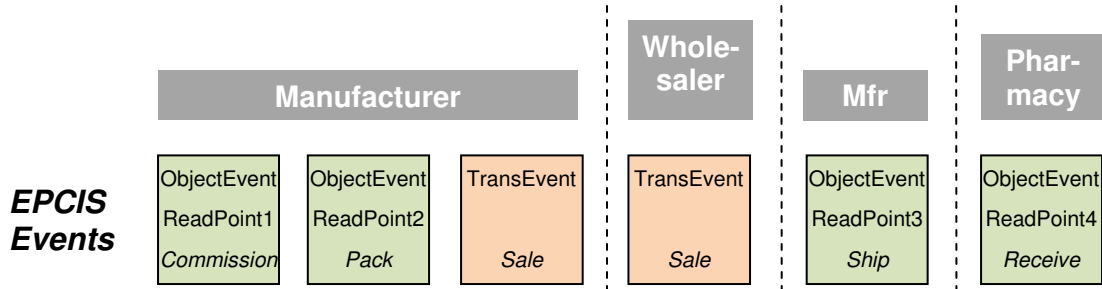 Manufacturer
Whole-
saler
Mfr
Phar-
macy
EPCIS
Events
ObjectEvent
ReadPoint1
Commission
ObjectEvent
ReadPoint2
Pack
TransEvent
Sale
TransEvent
Sale
ObjectEvent
ReadPoint3
Ship
ObjectEvent
ReadPoint4
Receive